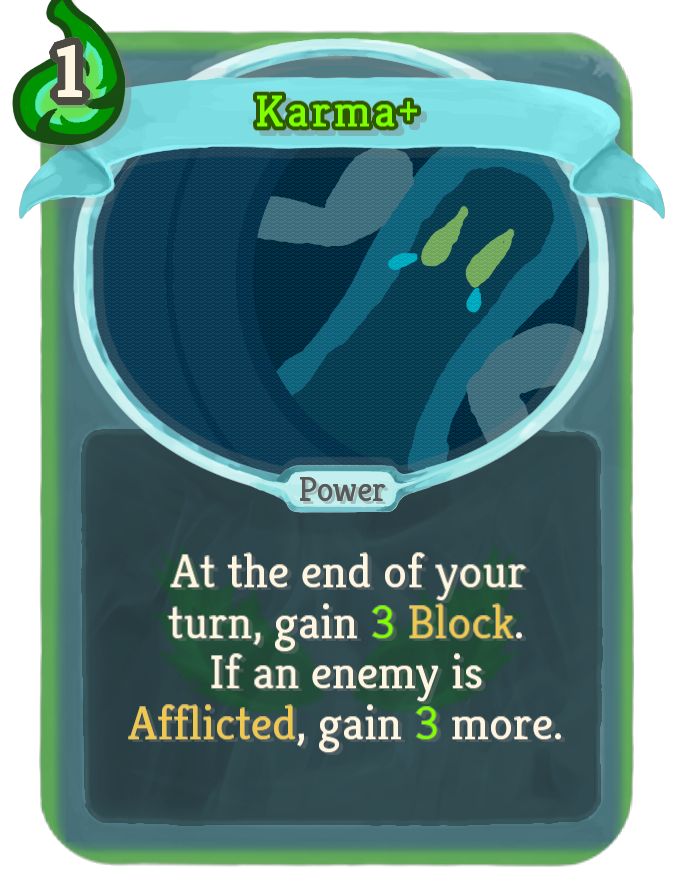 1
Karma+
Power
At the end of your
turn, gain 3 Block.
If an enemy is
Afflicted, gain 3 more.